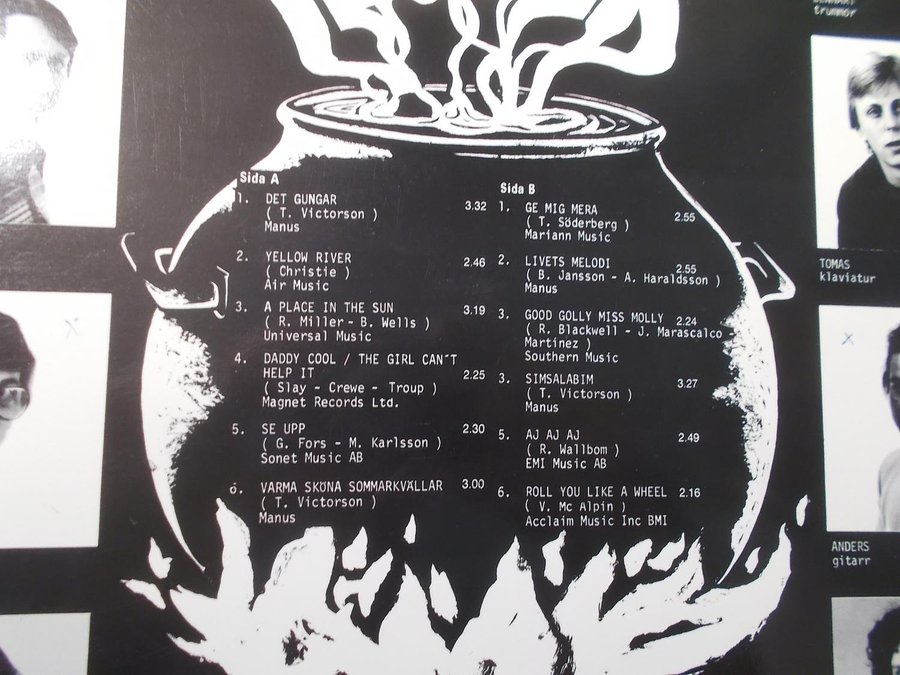 Sida A
1. DET GUNGAR 3.32
( T. Victorson )
Manus
2. YELLOW RIVER 2.46
( Christie )
Air Music
3. A PLACE IN THE SUN 3.19
( R. Miller - B. Wells )
Universal Music
4. DADDY COOL / THE GIRL CAN´T
HELP IT 2.25
( Slay - Crewe - Troup )
Magnet Records Ltd.
5. SE UPP 2.30
( G. Fors - M. Karlsson )
Sonet Music AB
6. VARMA SKÖNA SOMMARKVÄLLAR 3.00
( T. Victorson )
Manus
Sida B
1. GE MIG MERA 2.55
( T. Söderberg )
Mariann Music
2. LIVETS MELODI 2.55
( B. Jansson - A. Haraldsson )
Manus
3. GOOD GOLLY MISS MOLLY 2.24
( R. Blackwell - J. Marascalco -
Martinez )
Southern Music
3. SIMSALABIM 3.27
( T. Victorson )
Manus
5. AJ AJ AJ 2.49
( R. Wallbom )
EMI Music AB
6. ROLL YOU LIKE A WHEEL 2.16
( V. Mc Alpin )
Acclaim Music Inc BMI
trummor
TOMAS
klaviatur
ANDERS
gitarr